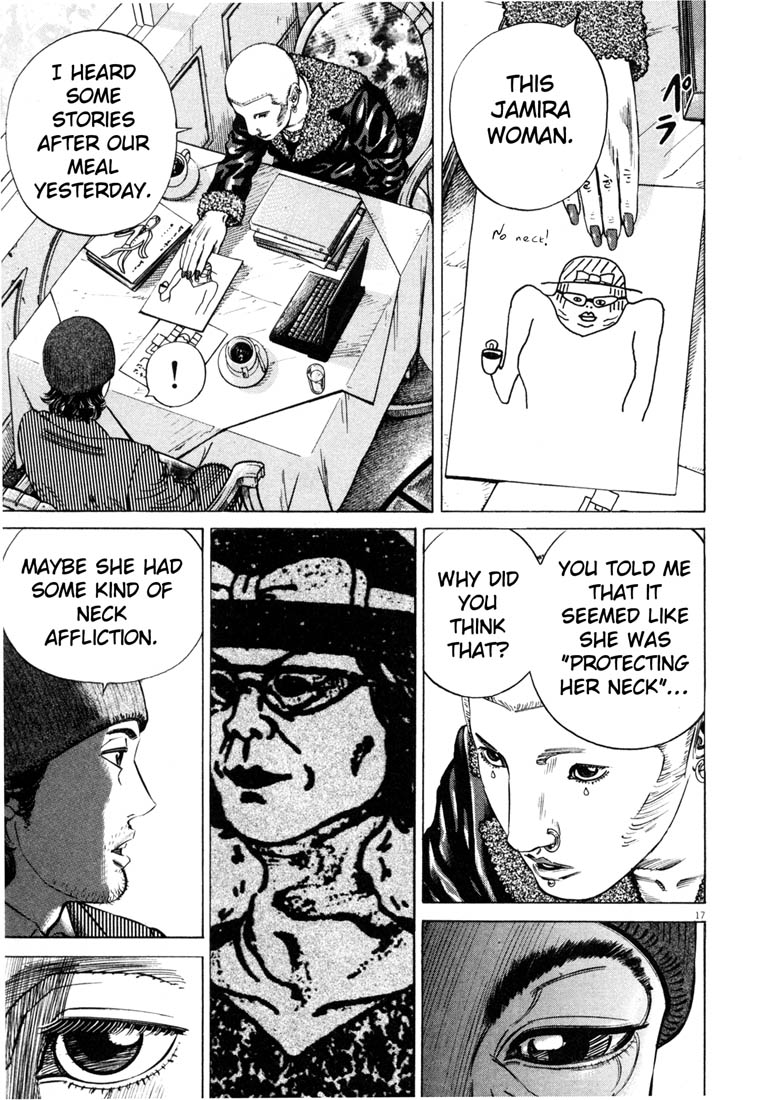 THIS
JAMIRA
WOMAN.
ペラ
No neck!
I HEARD
SOME
STORIES
AFTER OUR
MEAL
YESTERDAY.
!
YOU TOLD ME
THAT IT
SEEMED LIKE
SHE WAS
"PROTECTING
HER NECK"...
WHY DID
YOU
THINK
THAT?
MAYBE SHE HAD
SOME KIND OF
NECK
AFFLICTION.
17